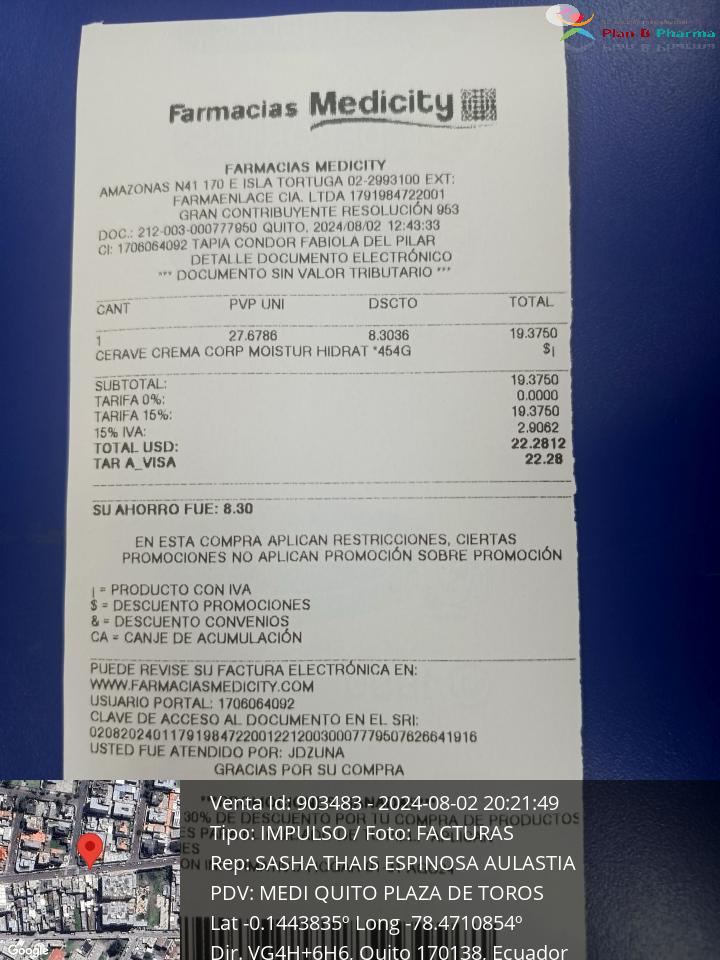 Plan B Pharma
Farmacias Medicity
FARMACIAS MEDICITY
AMAZONAS N41 170 E ISLA TORTUGA 02-2993100 EXT:
FARMAENLACE CIA. LTDA 1791984722001
GRAN CONTRIBUYENTE RESOLUCIÓN 953
DOC.: 212-003-000777950 QUITO, 2024/08/02 12:43:33
CI: 1706064092 TAPIA CONDOR FABIOLA DEL PILAR
DETALLE DOCUMENTO ELECTRÓNICO
*** DOCUMENTO SIN VALOR TRIBUTARIO ***
CANT PVP UNI DSCTO TOTAL
1 27.6786 8.3036 19.3750
CERAVE CREMA CORP MOISTUR HIDRAT *454G $¡
SUBTOTAL: 19.3750
TARIFA 0%: 0.0000
TARIFA 15%: 19.3750
15% IVA: 2.9062
TOTAL USD: 22.2812
TAR A_VISA 22.28
SU AHORRO FUE: 8.30
EN ESTA COMPRA APLICAN RESTRICCIONES, CIERTAS
PROMOCIONES NO APLICAN PROMOCIÓN SOBRE PROMOCIÓN
¡ = PRODUCTO CON IVA
$ = DESCUENTO PROMOCIONES
& = DESCUENTO CONVENIOS
CA = CANJE DE ACUMULACIÓN
PUEDE REVISE SU FACTURA ELECTRÓNICA EN:
WWW.FARMACIASMEDICITY.COM
USUARIO PORTAL: 1706064092
CLAVE DE ACCESO AL DOCUMENTO EN EL SRI:
0208202401179198472200122120030007779507626641916
USTED FUE ATENDIDO POR: JDZUNA
GRACIAS POR SU COMPRA
30% DE DESCUENTO POR TU COMPRA DE PRODUCTOS
Venta Id: 903483 - 2024-08-02 20:21:49
Tipo: IMPULSO / Foto: FACTURAS
Rep: SASHA THAIS ESPINOSA AULASTIA
PDV: MEDI QUITO PLAZA DE TOROS
Lat -0.1443835º Long -78.4710854º
Dir. VG4H+6H6, Quito 170138, Ecuador
Google